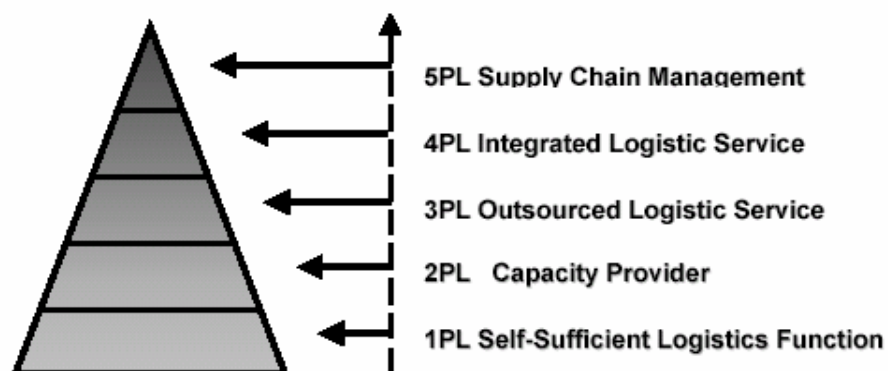 5PL Supply Chain Management
4PL Integrated Logistic Service
3PL Outsourced Logistic Service
2PL Capacity Provider
1PL Self-Sufficient Logistics Function